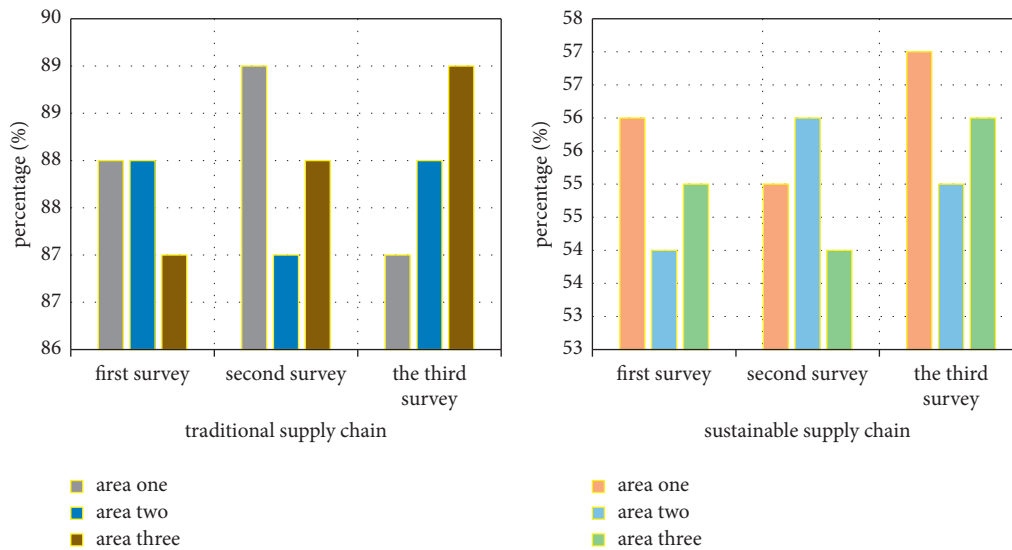 90
89
89
88
88
87
87
86
percentage (%)
first survey
second survey
the third
survey
traditional supply chain
area one
area two
area three
58
57
57
56
56
55
55
54
54
53
53
percentage (%)
first survey
second survey
the third
survey
sustainable supply chain
area one
area two
area three